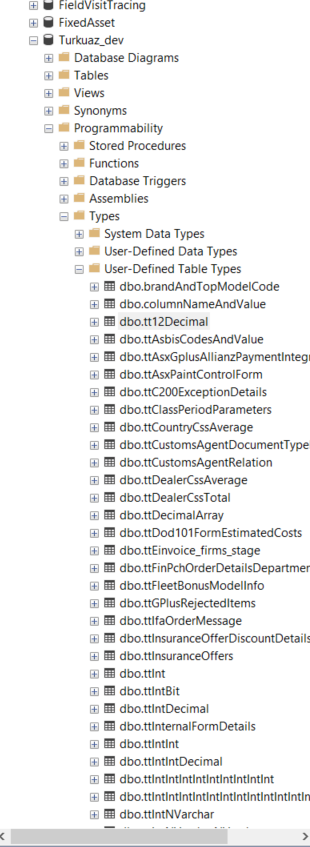 FieldVisitTracing
FixedAsset
Turkuaz_dev
Database Diagrams
Tables
Views
Synonyms
Programmability
Stored Procedures
Functions
Database Triggers
Assemblies
Types
System Data Types
User-Defined Data Types
User-Defined Table Types
dbo.brandAndTopModelCode
dbo.columnNameAndValue
dbo.tt12Decimal
dbo.ttAsbisCodesAndValue
dbo.ttAsxGplusAllianzPaymentIntegr
dbo.ttAsxPaintControlForm
dbo.ttC200ExceptionDetails
dbo.ttClassPeriodParameters
dbo.ttCountryCssAverage
dbo.ttCustomsAgentDocumentTypel
dbo.ttCustomsAgentRelation
dbo.ttDealerCssAverage
dbo.ttDealerCssTotal
dbo.ttDecimalArray
dbo.ttDod101FormEstimatedCosts
dbo.ttEinvoice_firms_stage
dbo.ttFinPchOrderDetailsDepartmer
dbo.ttFleetBonusModelInfo
dbo.ttGPlusRejectedItems
dbo.ttIfaOrderMessage
dbo.ttInsuranceOfferDiscountDetails
dbo.ttInsuranceOffers
dbo.ttInt
dbo.ttIntBit
dbo.ttIntDecimal
dbo.ttInternalFormDetails
dbo.ttIntInt
dbo.ttIntIntDecimal
dbo.ttIntIntIntIntIntIntIntIntIntInt
dbo.ttIntIntIntIntIntIntIntIntIntIntIntIn
dbo.ttIntNVarchar